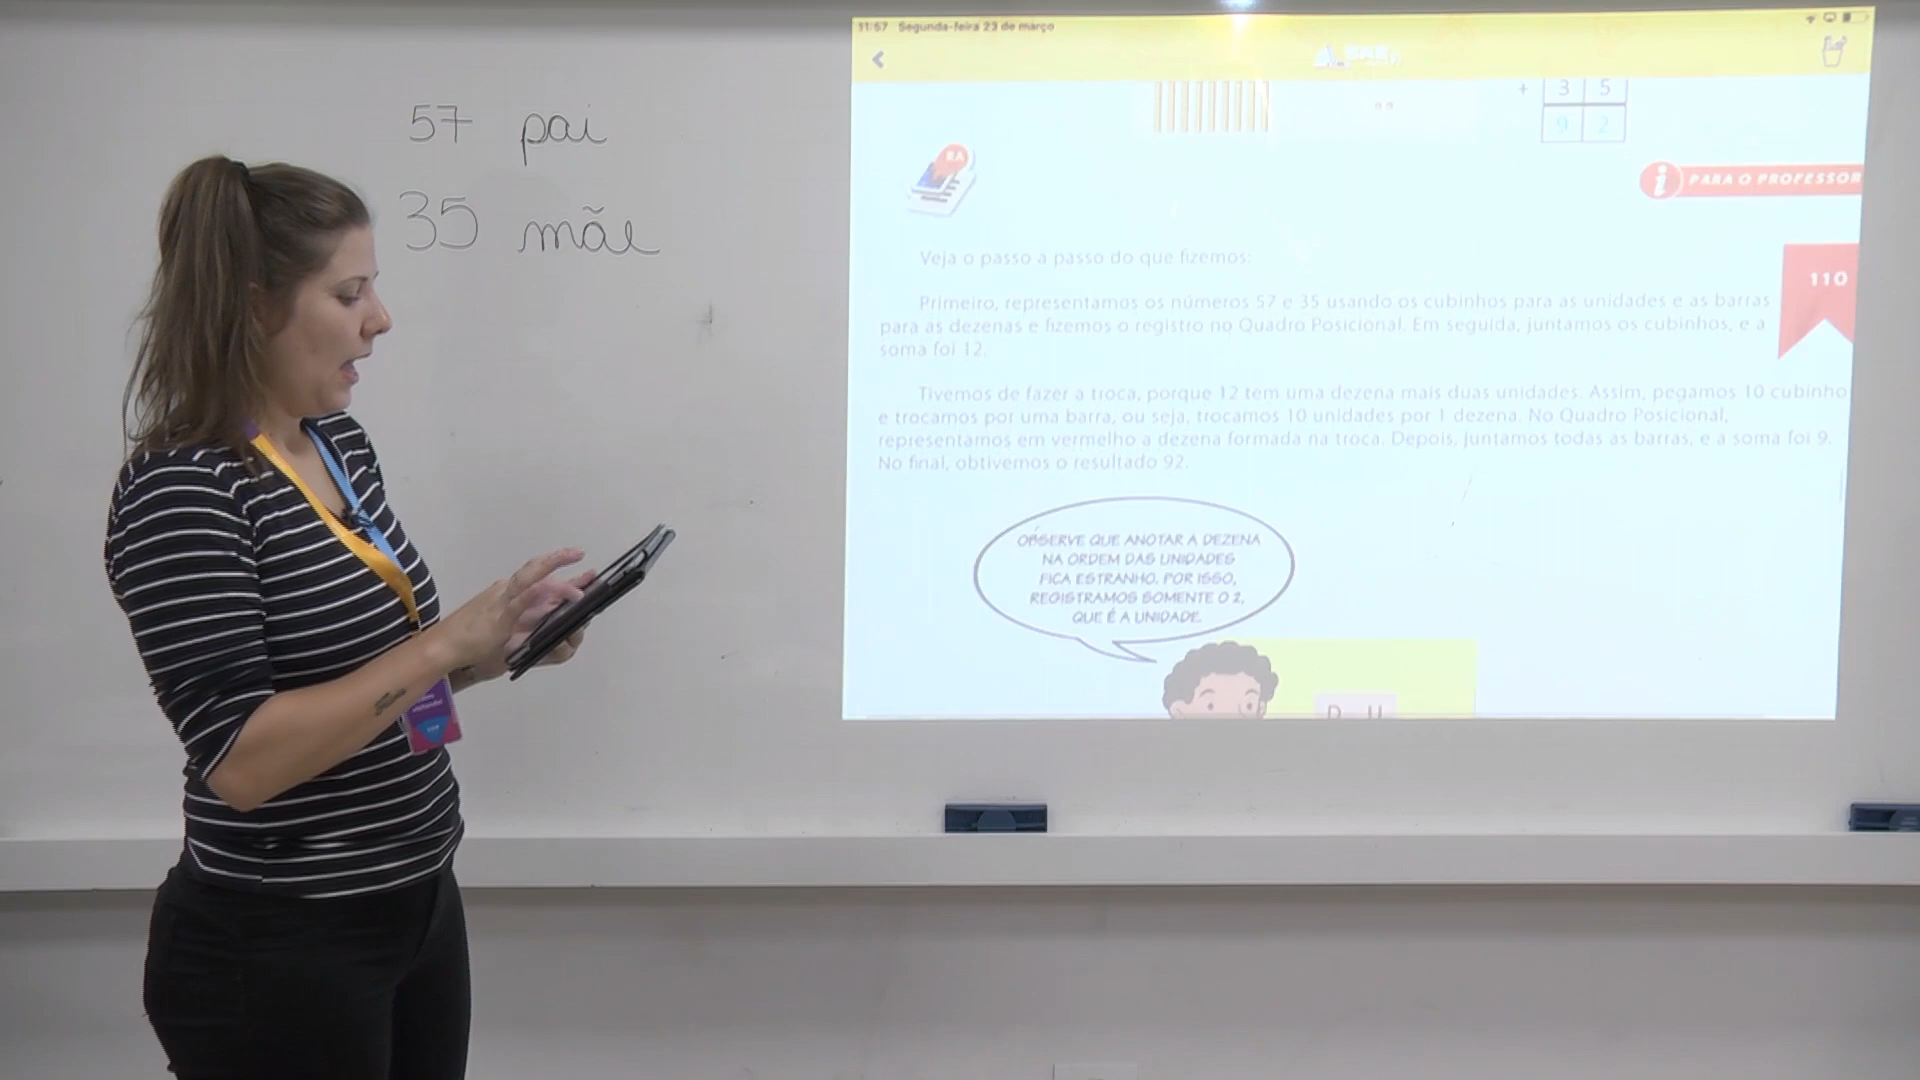 57 pai
35 mãe
11:57 Segunda-feira 23 de março
+ 3 5
9 2
RA
i PARA O PROFESSOR
110
Veja o passo a passo do que fizemos:
Primeiro, representamos os números 57 e 35 usando os cubinhos para as unidades e as barras
para as dezenas e fizemos o registro no Quadro Posicional. Em seguida, juntamos os cubinhos, e a
soma foi 12.
Tivemos de fazer a troca, porque 12 tem uma dezena mais duas unidades. Assim, pegamos 10 cubinho
e trocamos por uma barra, ou seja, trocamos 10 unidades por 1 dezena. No Quadro Posicional,
representamos em vermelho a dezena formada na troca. Depois, juntamos todas as barras, e a soma foi 9.
No final, obtivemos o resultado 92.
OBSERVE QUE ANOTAR A DEZENA
NA ORDEM DAS UNIDADES
FICA ESTRANHO. POR ISSO,
REGISTRAMOS SOMENTE O 2,
QUE É A UNIDADE.
D U